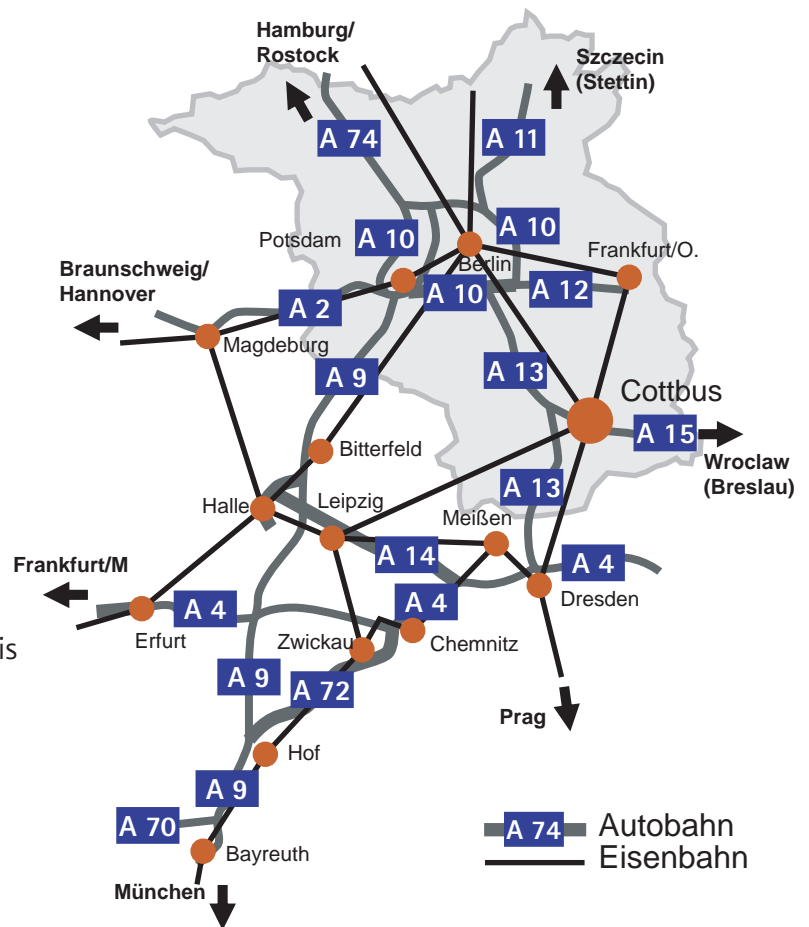 Hamburg/
Rostock
Szczecin
(Stettin)
A 74
A 11
A 10
A 10
Potsdam
Berlin
Frankfurt/O.
Braunschweig/
Hannover
A 10
A 12
A 2
Magdeburg
A 9
A 13
Cottbus
A 15
Wroclaw
(Breslau)
Bitterfeld
A 13
Halle
Leipzig
Meißen
A 14
Frankfurt/M
A 4
Dresden
A 4
A 4
Erfurt
Zwickau
Chemnitz
is
A 9
A 72
Prag
Hof
A 9
A 70
Bayreuth
München
A 74
Autobahn
Eisenbahn